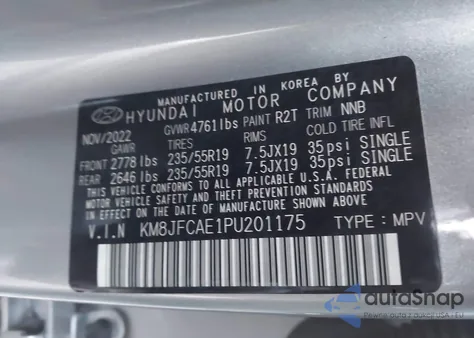 MANUFACTURED IN KOREA BY
HYUNDAI MOTOR COMPANY
NOV/2022 GVWR 4761lbs PAINT R2T TRIM NNB
GAWR TIRES RIMS COLD TIRE INFL
FRONT 2778 lbs 235/55R19 7.5JX19 35psi SINGLE
REAR 2646 lbs 235/55R19 7.5JX19 35psi SINGLE
THIS VEHICLE CONFORMS TO ALL APPLICABLE U.S.A. FEDERAL
MOTOR VEHICLE SAFETY, BUMPER, AND THEFT PREVENTION STANDARDS
IN EFFECT ON THE DATE OF MANUFACTURE SHOWN ABOVE.
V.I.N KM8JFCAE1PU201175 TYPE : MPV
autoSnap